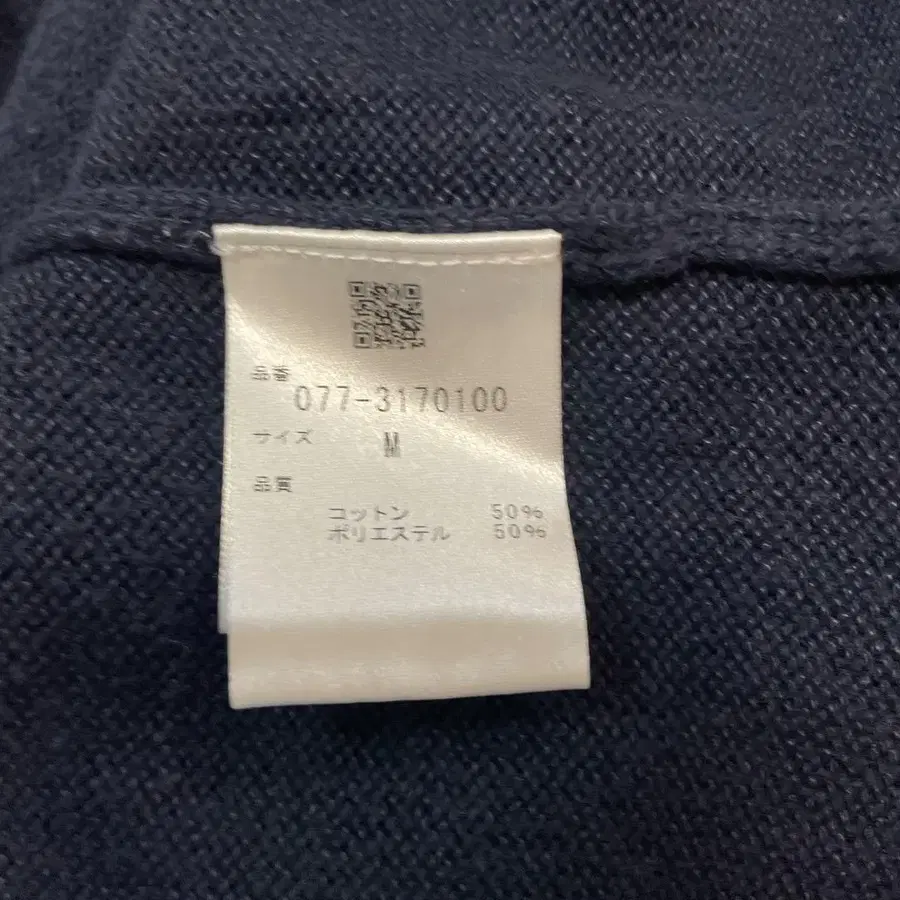 品番
077-3170100
サイズ M
品質
コットン 50%
ポリエステル 50%